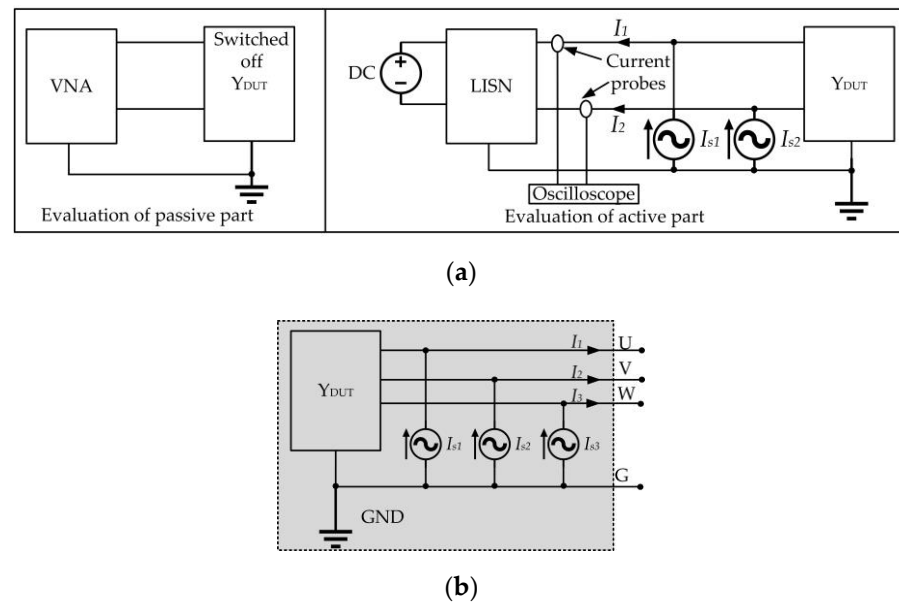 VNA
Switched
off
YDUT
Evaluation of passive part
DC
LISN
I1
Current
probes
I2
Is1
Is2
YDUT
Oscilloscope
Evaluation of active part
(a)
YDUT
I1
U
I2
V
I3
W
Is1
Is2
Is3
G
GND
(b)